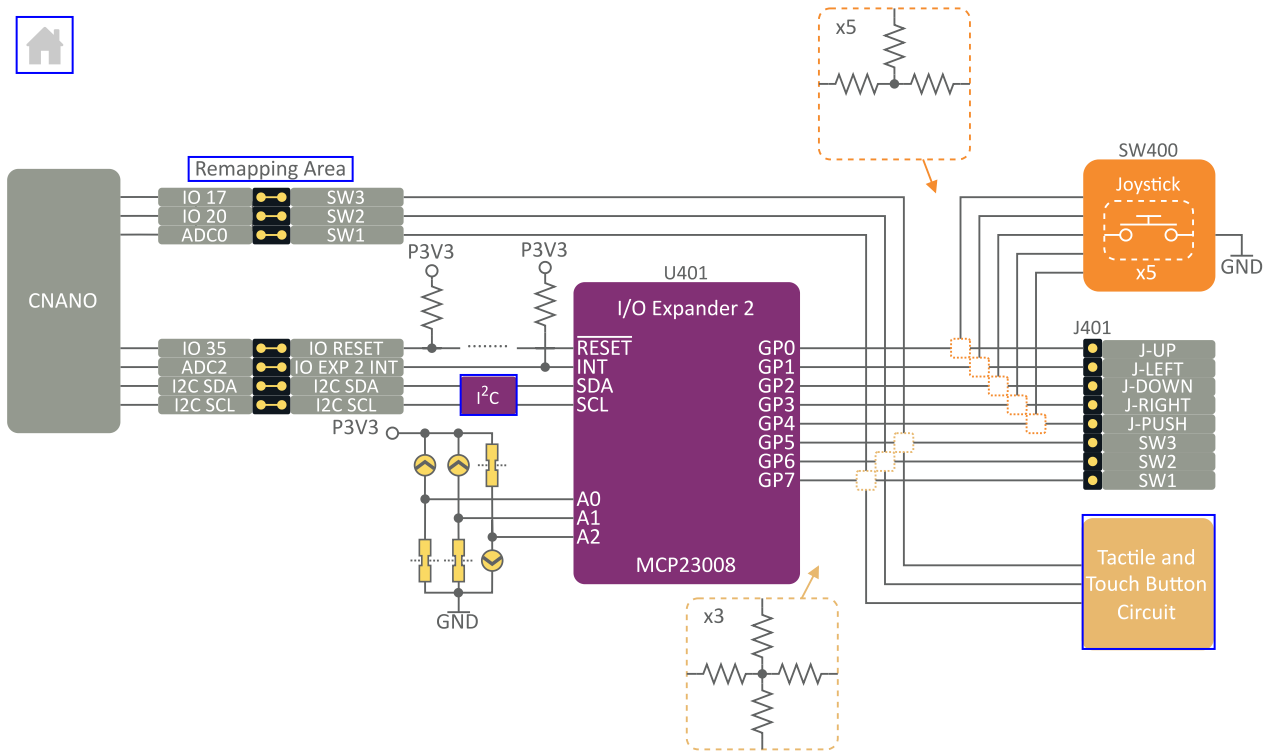 x5
SW400
Joystick
x5
GND
Remapping Area
IO 17 SW3
IO 20 SW2
ADC0 SW1
CNANO
P3V3
P3V3
U401
I/O Expander 2
IO 35 IO RESET
ADC2 IO EXP 2 INT
I2C SDA I2C SDA
I2C SCL I2C SCL
I²C
RESET
INT
SDA
SCL
GP0
GP1
GP2
GP3
GP4
GP5
GP6
GP7
J401
J-UP
J-LEFT
J-DOWN
J-RIGHT
J-PUSH
SW3
SW2
SW1
P3V3
A0
A1
A2
MCP23008
GND
x3
Tactile and
Touch Button
Circuit